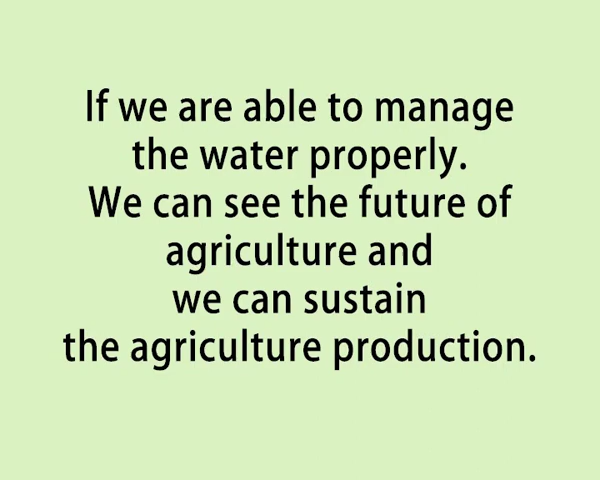 If we are able to manage
the water properly.
We can see the future of
agriculture and
we can sustain
the agriculture production.